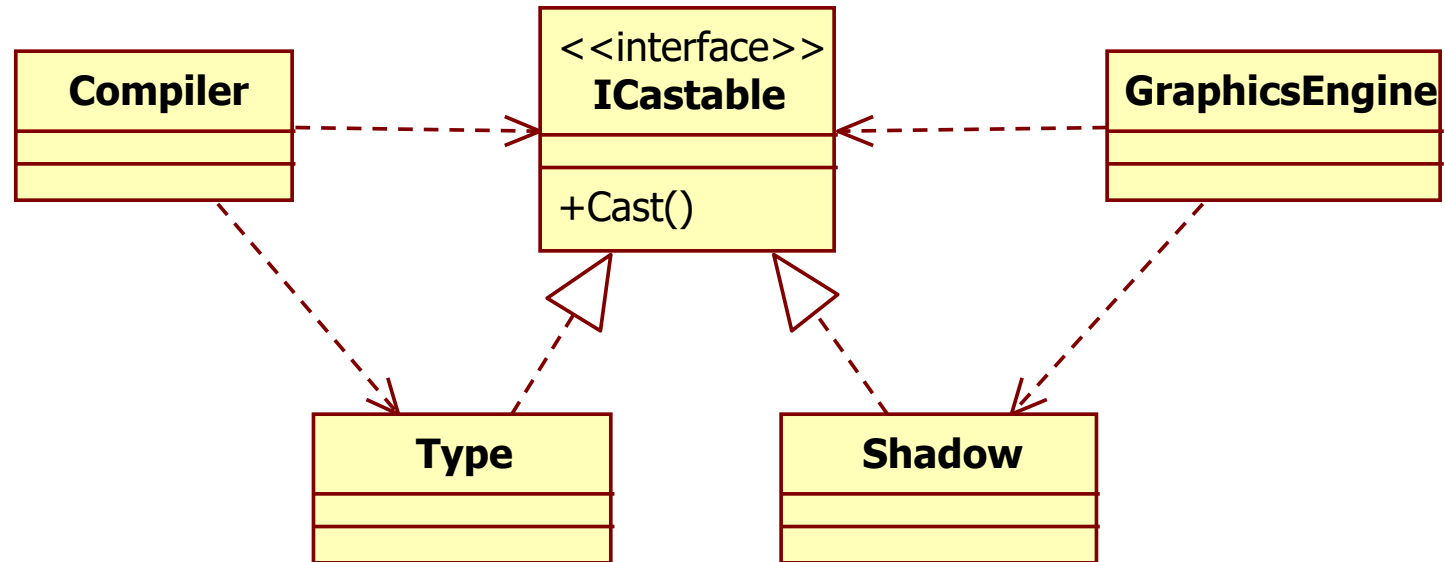 Compiler
<<interface>>
ICastable
+Cast()
GraphicsEngine
Type
Shadow